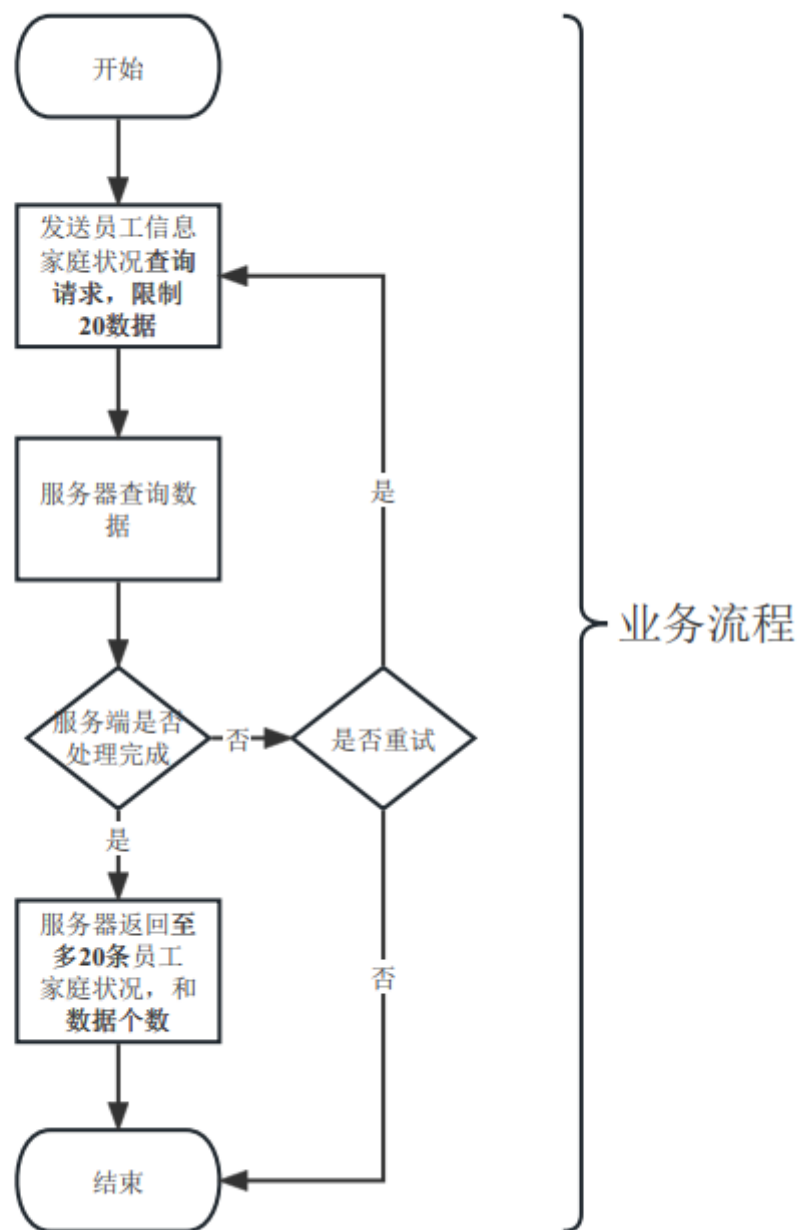 开始
发送员工信息
家庭状况查询
请求，限制
20数据
服务器查询数
据
是
业务流程
服务端是否
处理完成
否
是否重试
是
服务器返回至
多20条员工
家庭状况，和
数据个数
否
结束